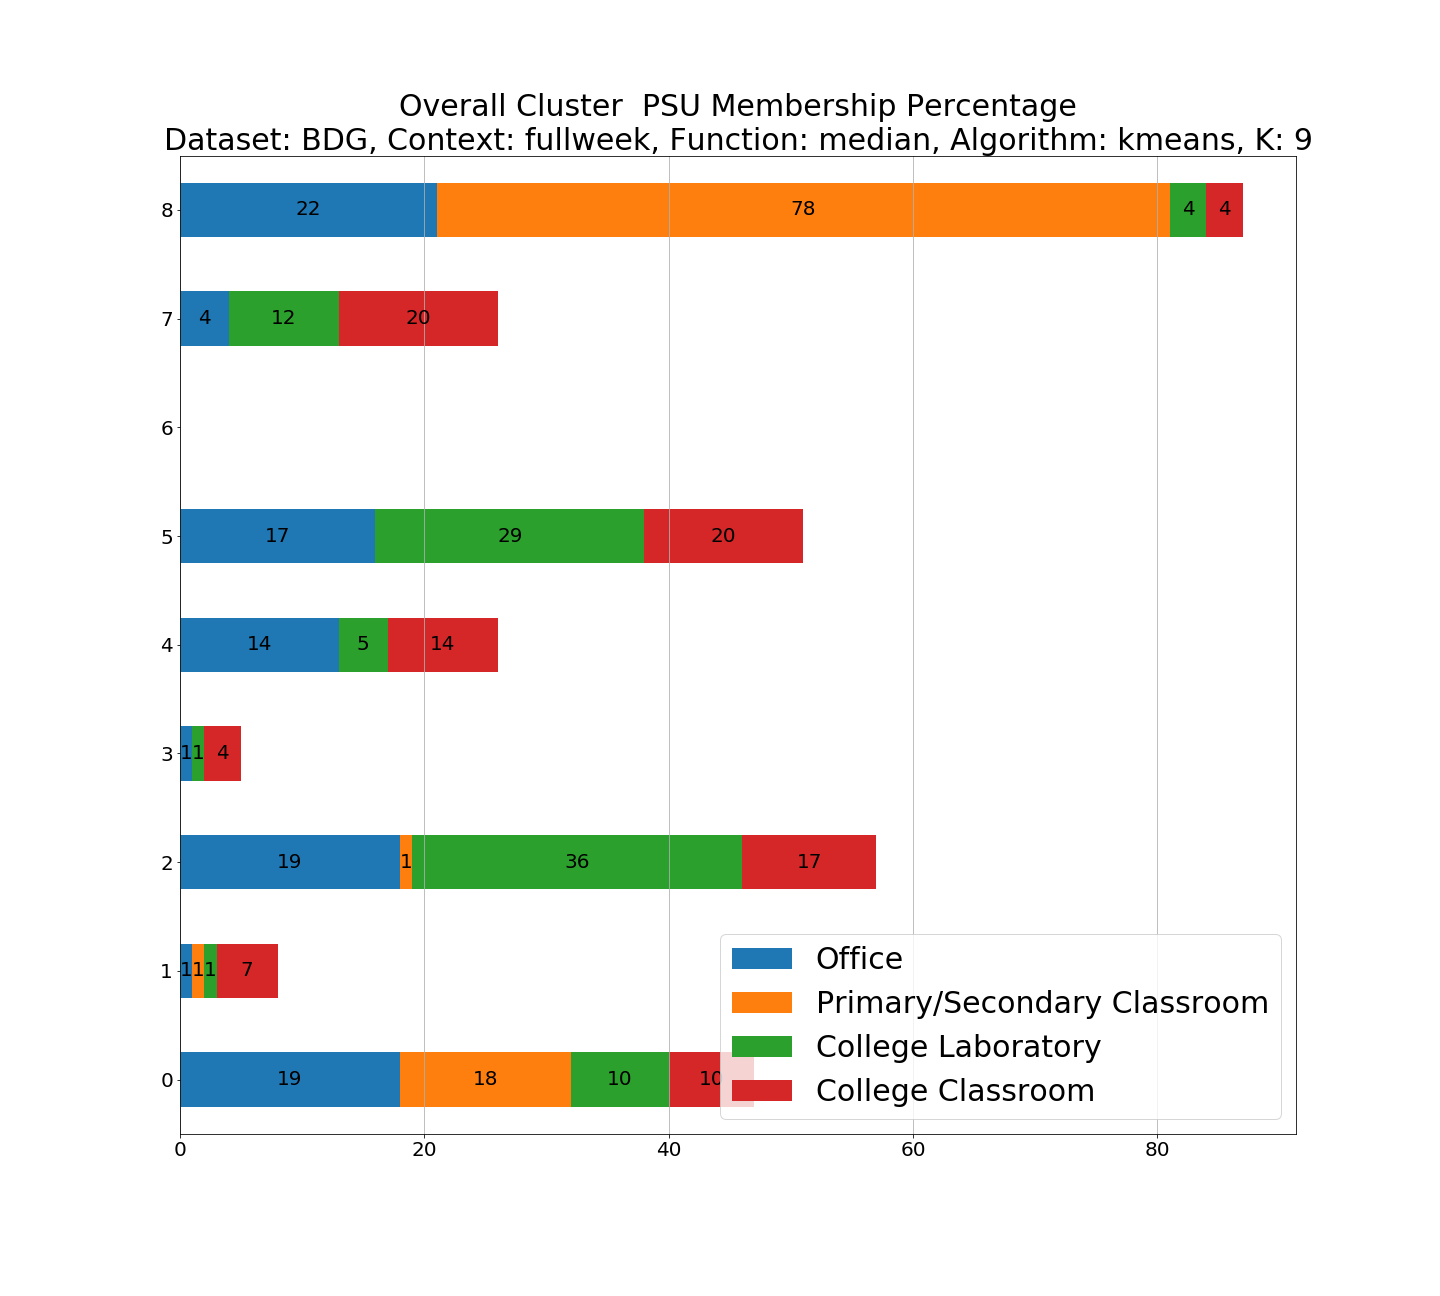 Overall Cluster  PSU Membership Percentage
Dataset: BDG, Context: fullweek, Function: median, Algorithm: kmeans, K: 9
8 22 78 4 4
7 4 12 20
6
5 17 29 20
4 14 5 14
3 1 1 4
2 19 1 36 17
1 1 1 1 7
0 19 18 10 10
Office
Primary/Secondary Classroom
College Laboratory
College Classroom
0 20 40 60 80